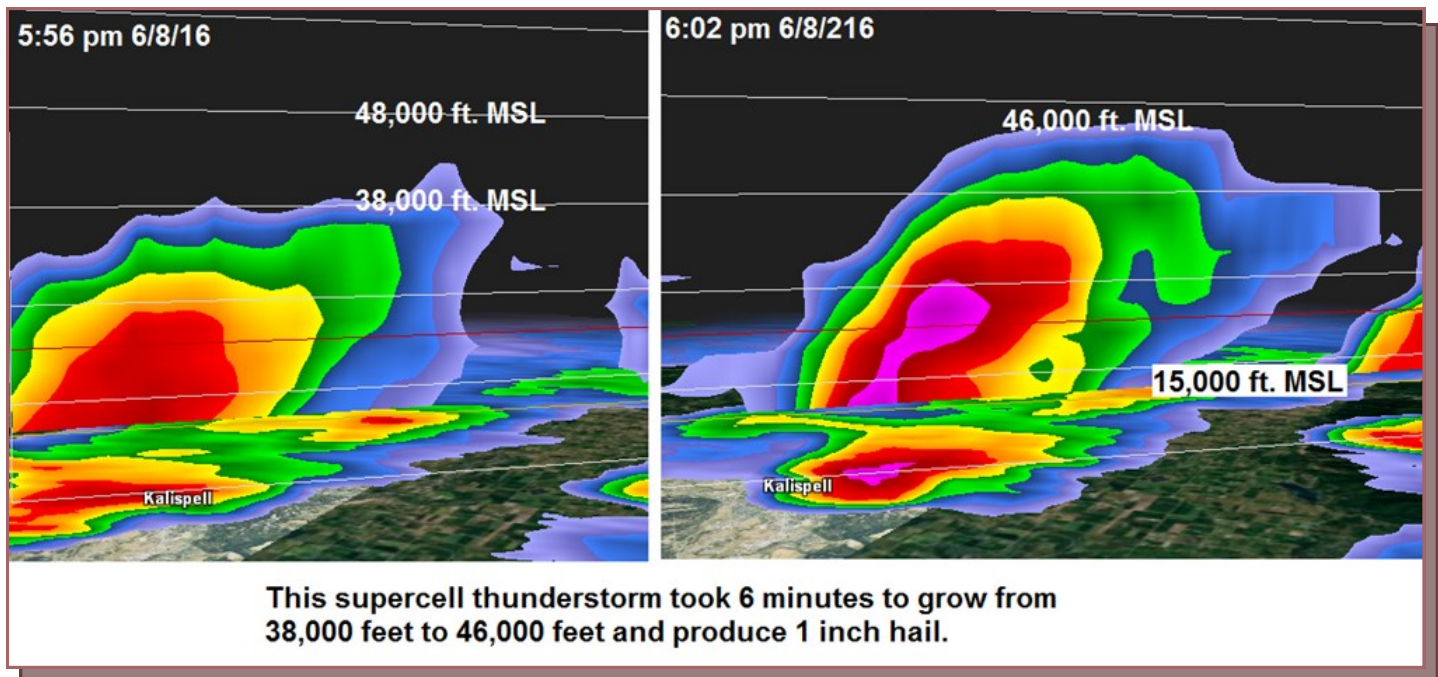 5:56 pm 6/8/16
48,000 ft. MSL
38,000 ft. MSL
Kalispell
6:02 pm 6/8/216
46,000 ft. MSL
15,000 ft. MSL
Kalispell
This supercell thunderstorm took 6 minutes to grow from
38,000 feet to 46,000 feet and produce 1 inch hail.